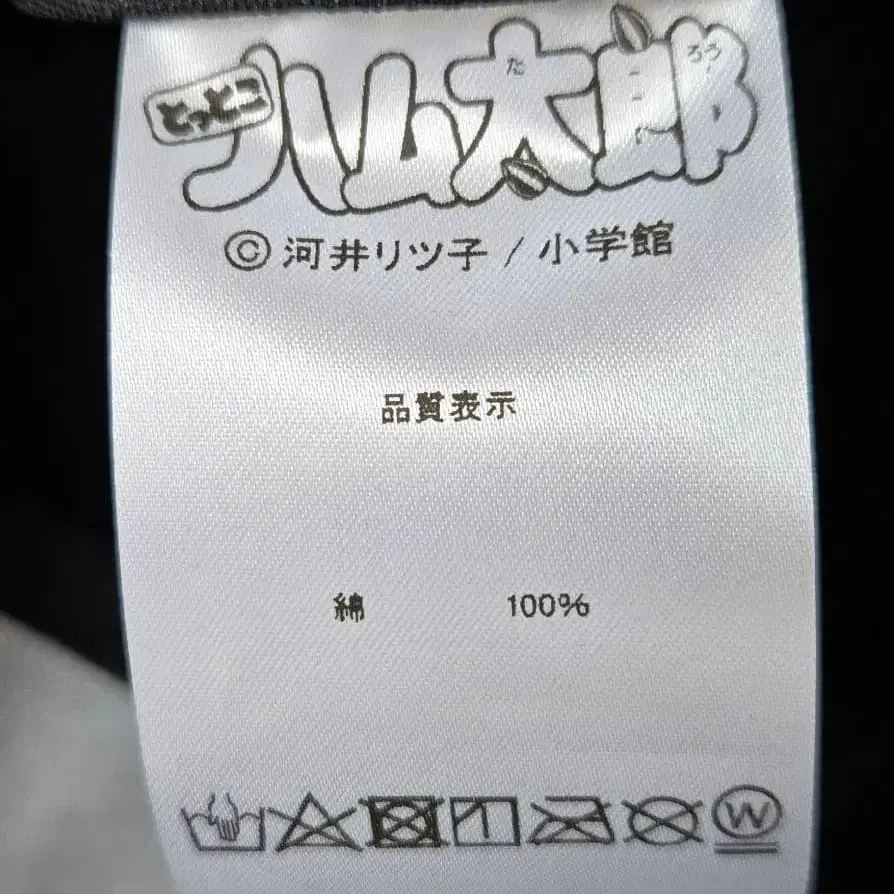 とっとこ
ハム太郎
たろう
© 河井リツ子 / 小学館
品質表示
綿 100%
W